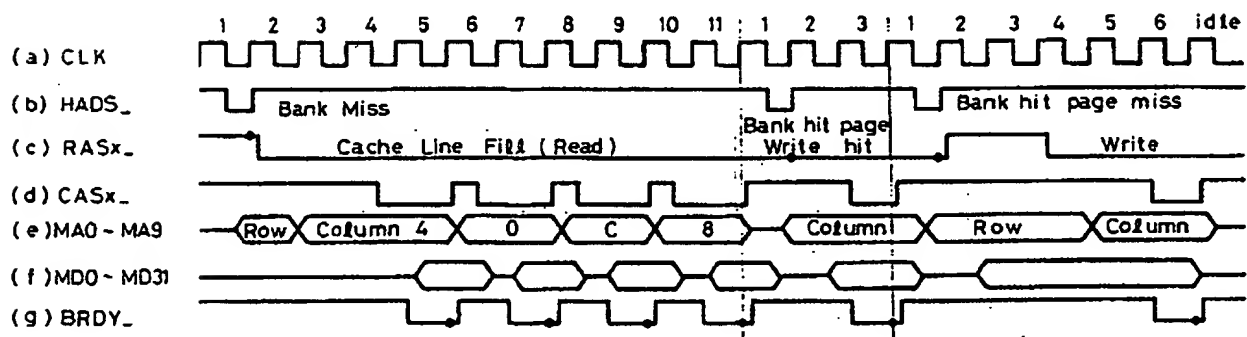 1 2 3 4 5 6 7 8 9 10 11 1 2 3 1 2 3 4 5 6 idle
(a) CLK
(b) HADS_ Bank Miss Bank hit page miss
Bank hit page
(c) RASx_ Cache Line Fill (Read) Write hit Write
(d) CASx_
(e) MA0~MA9 Row Column 4 0 C 8 Column Row Column
(f) MD0~MD31
(g) BRDY_